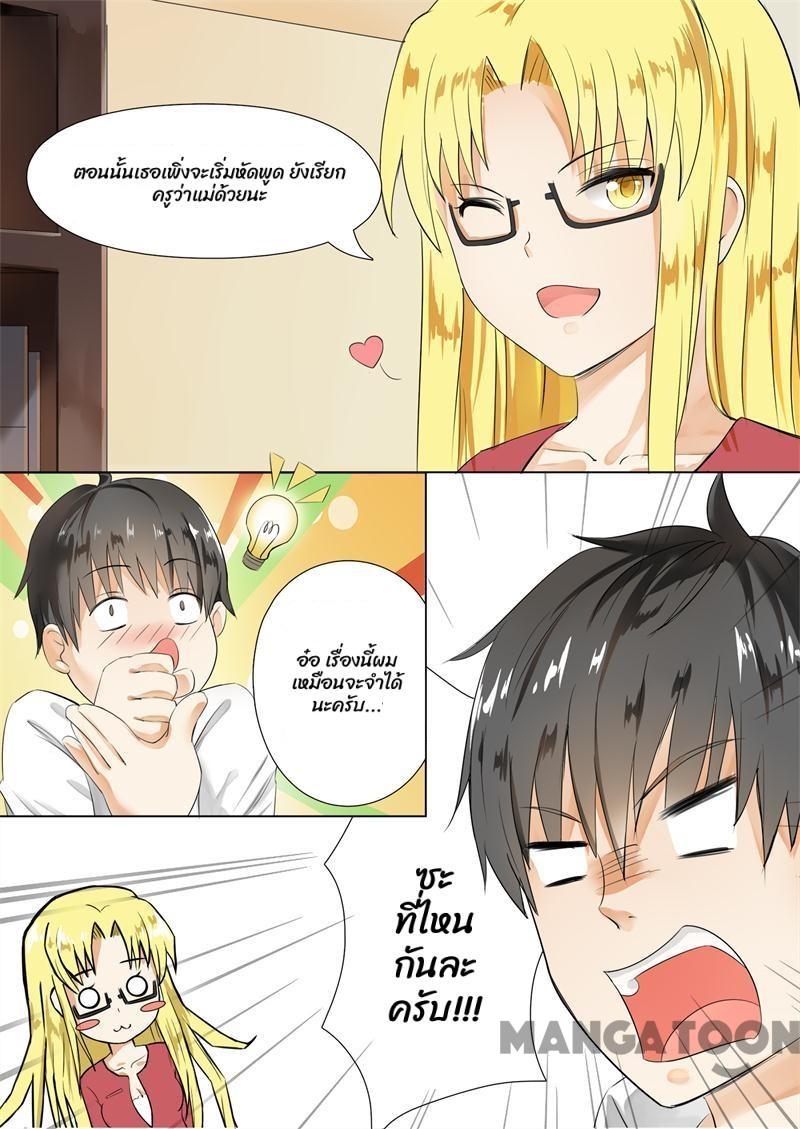 ตอนนั้นเธอเพิ่งจะเริ่มหัดพูด ยังเรียก
ครูว่าแม่ด้วยนะ
อ๋อ เรื่องนี้ผม
เหมือนจะจำได้
นะครับ...
ซะ
ที่ไหน
กันละ
ครับ!!!
MANGATOON